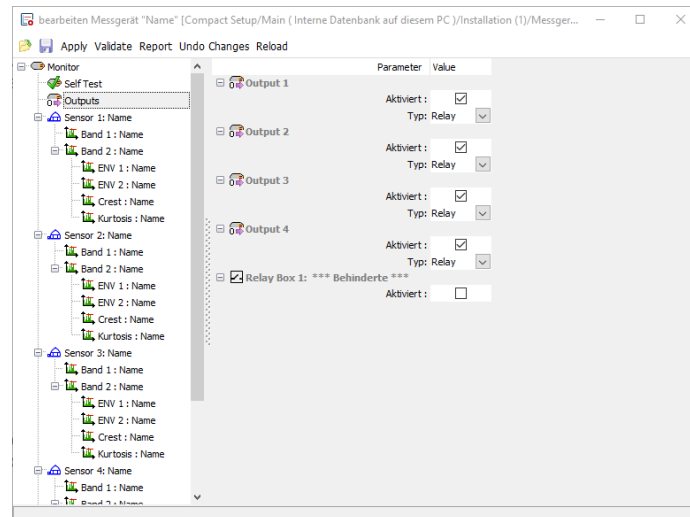 bearbeiten Messgerät "Name" [Compact Setup/Main ( Interne Datenbank auf diesem PC )/Installation (1)/Messger...
Apply Validate Report Undo Changes Reload
Monitor
Self Test
Outputs
Sensor 1: Name
Band 1 : Name
Band 2 : Name
ENV 1 : Name
ENV 2 : Name
Crest : Name
Kurtosis : Name
Sensor 2: Name
Band 1 : Name
Band 2 : Name
ENV 1 : Name
ENV 2 : Name
Crest : Name
Kurtosis : Name
Sensor 3: Name
Band 1 : Name
Band 2 : Name
ENV 1 : Name
ENV 2 : Name
Crest : Name
Kurtosis : Name
Sensor 4: Name
Band 1 : Name
Band 2 : Name
Parameter Value
Output 1
Aktiviert :
Typ: Relay
Output 2
Aktiviert :
Typ: Relay
Output 3
Aktiviert :
Typ: Relay
Output 4
Aktiviert :
Typ: Relay
Relay Box 1: *** Behinderte ***
Aktiviert :